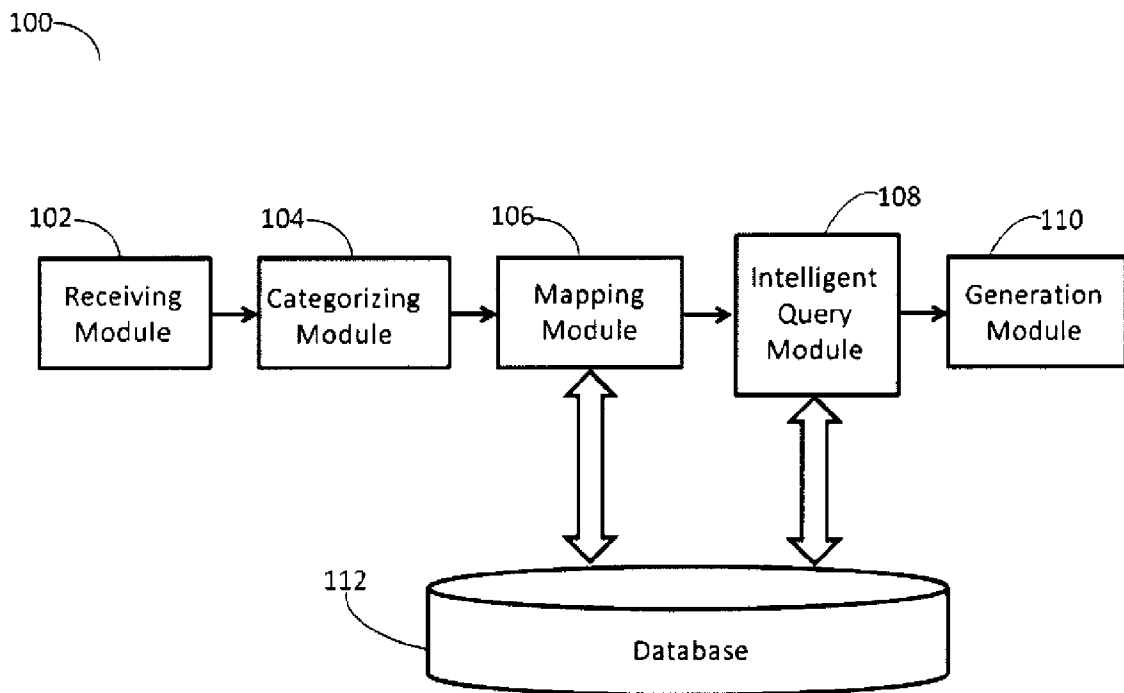 100
102
104
106
108
110
Receiving
Module
Categorizing
Module
Mapping
Module
Intelligent
Query
Module
Generation
Module
112
Database